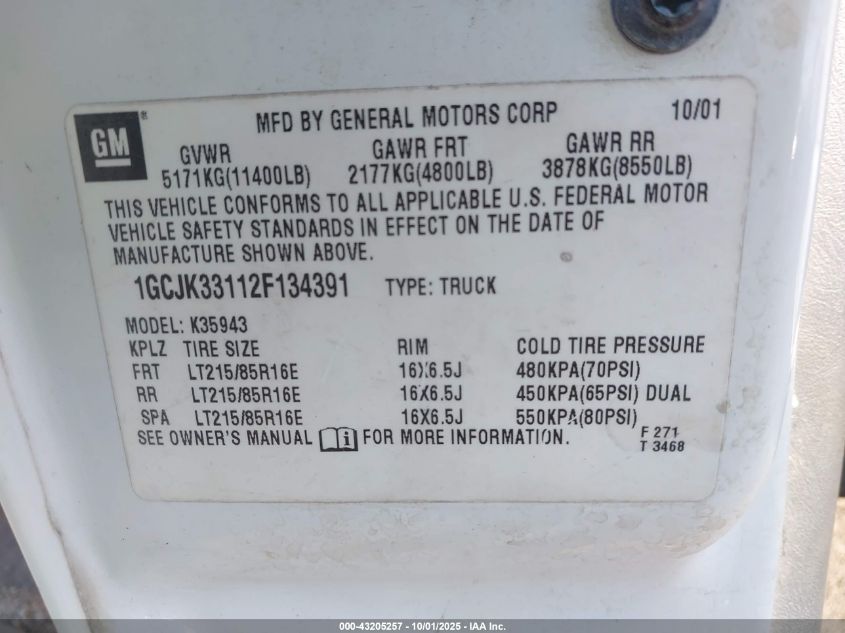 GM
MFD BY GENERAL MOTORS CORP 10/01
GVWR GAWR FRT GAWR RR
5171KG(11400LB) 2177KG(4800LB) 3878KG(8550LB)
THIS VEHICLE CONFORMS TO ALL APPLICABLE U.S. FEDERAL MOTOR
VEHICLE SAFETY STANDARDS IN EFFECT ON THE DATE OF
MANUFACTURE SHOWN ABOVE.
1GCJK33112F134391 TYPE: TRUCK
MODEL: K35943
KPLZ TIRE SIZE RIM COLD TIRE PRESSURE
FRT LT215/85R16E 16X6.5J 480KPA(70PSI)
RR LT215/85R16E 16X6.5J 450KPA(65PSI) DUAL
SPA LT215/85R16E 16X6.5J 550KPA(80PSI)
SEE OWNER'S MANUAL FOR MORE INFORMATION.
F 271
T 3468
000-43205257 - 10/01/2025 - IAA Inc.